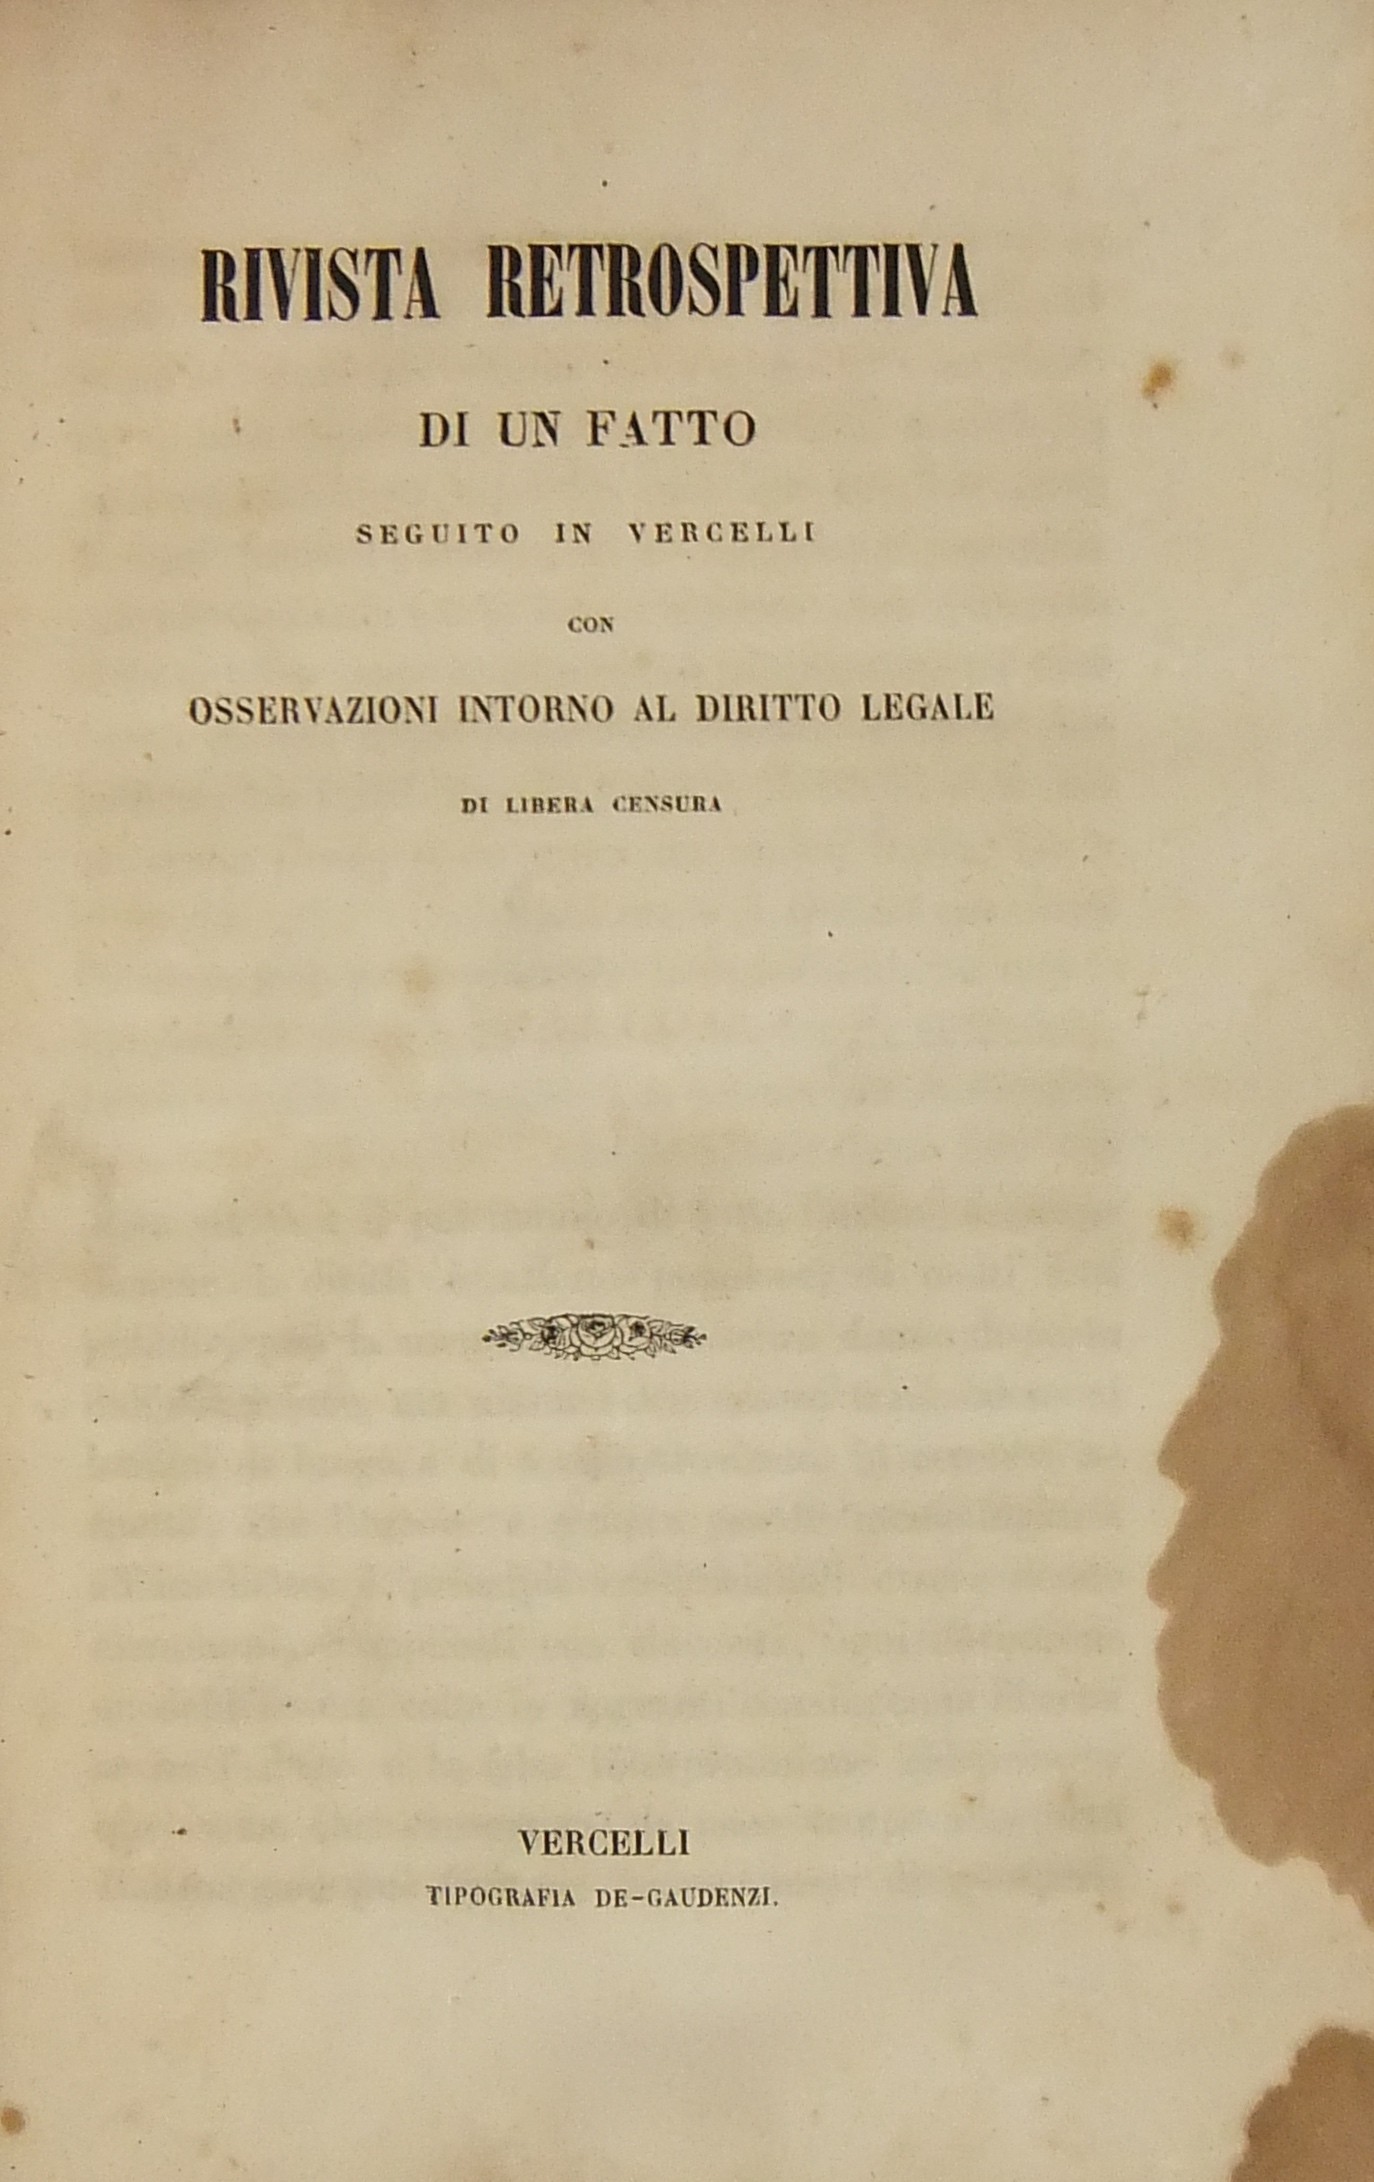 RIVISTA RETROSPETTIVA
DI UN FATTO
SEGUITO IN VERCELLI
CON
OSSERVAZIONI INTORNO AL DIRITTO LEGALE
DI LIBERA CENSURA
VERCELLI
TIPOGRAFIA DE-GAUDENZI.